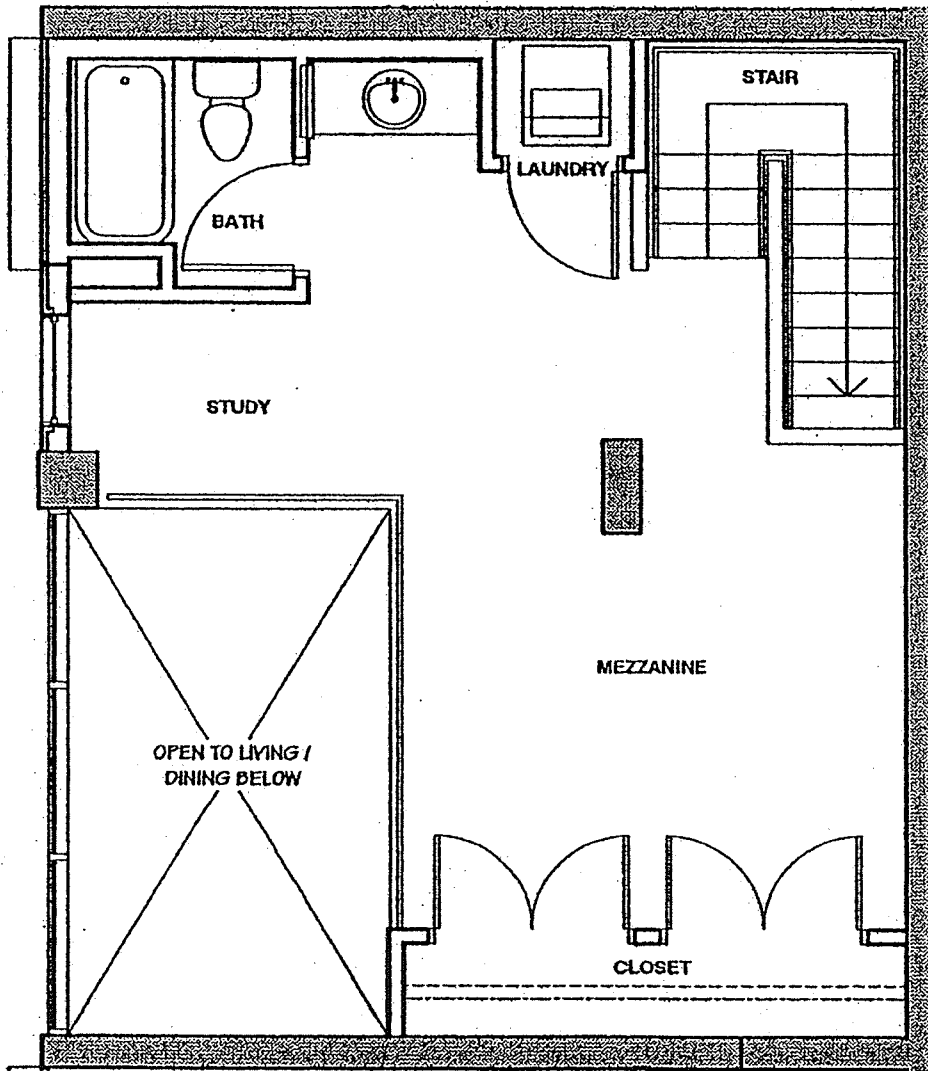 STAIR
LAUNDRY
BATH
STUDY
MEZZANINE
OPEN TO LIVING /
DINING BELOW
CLOSET